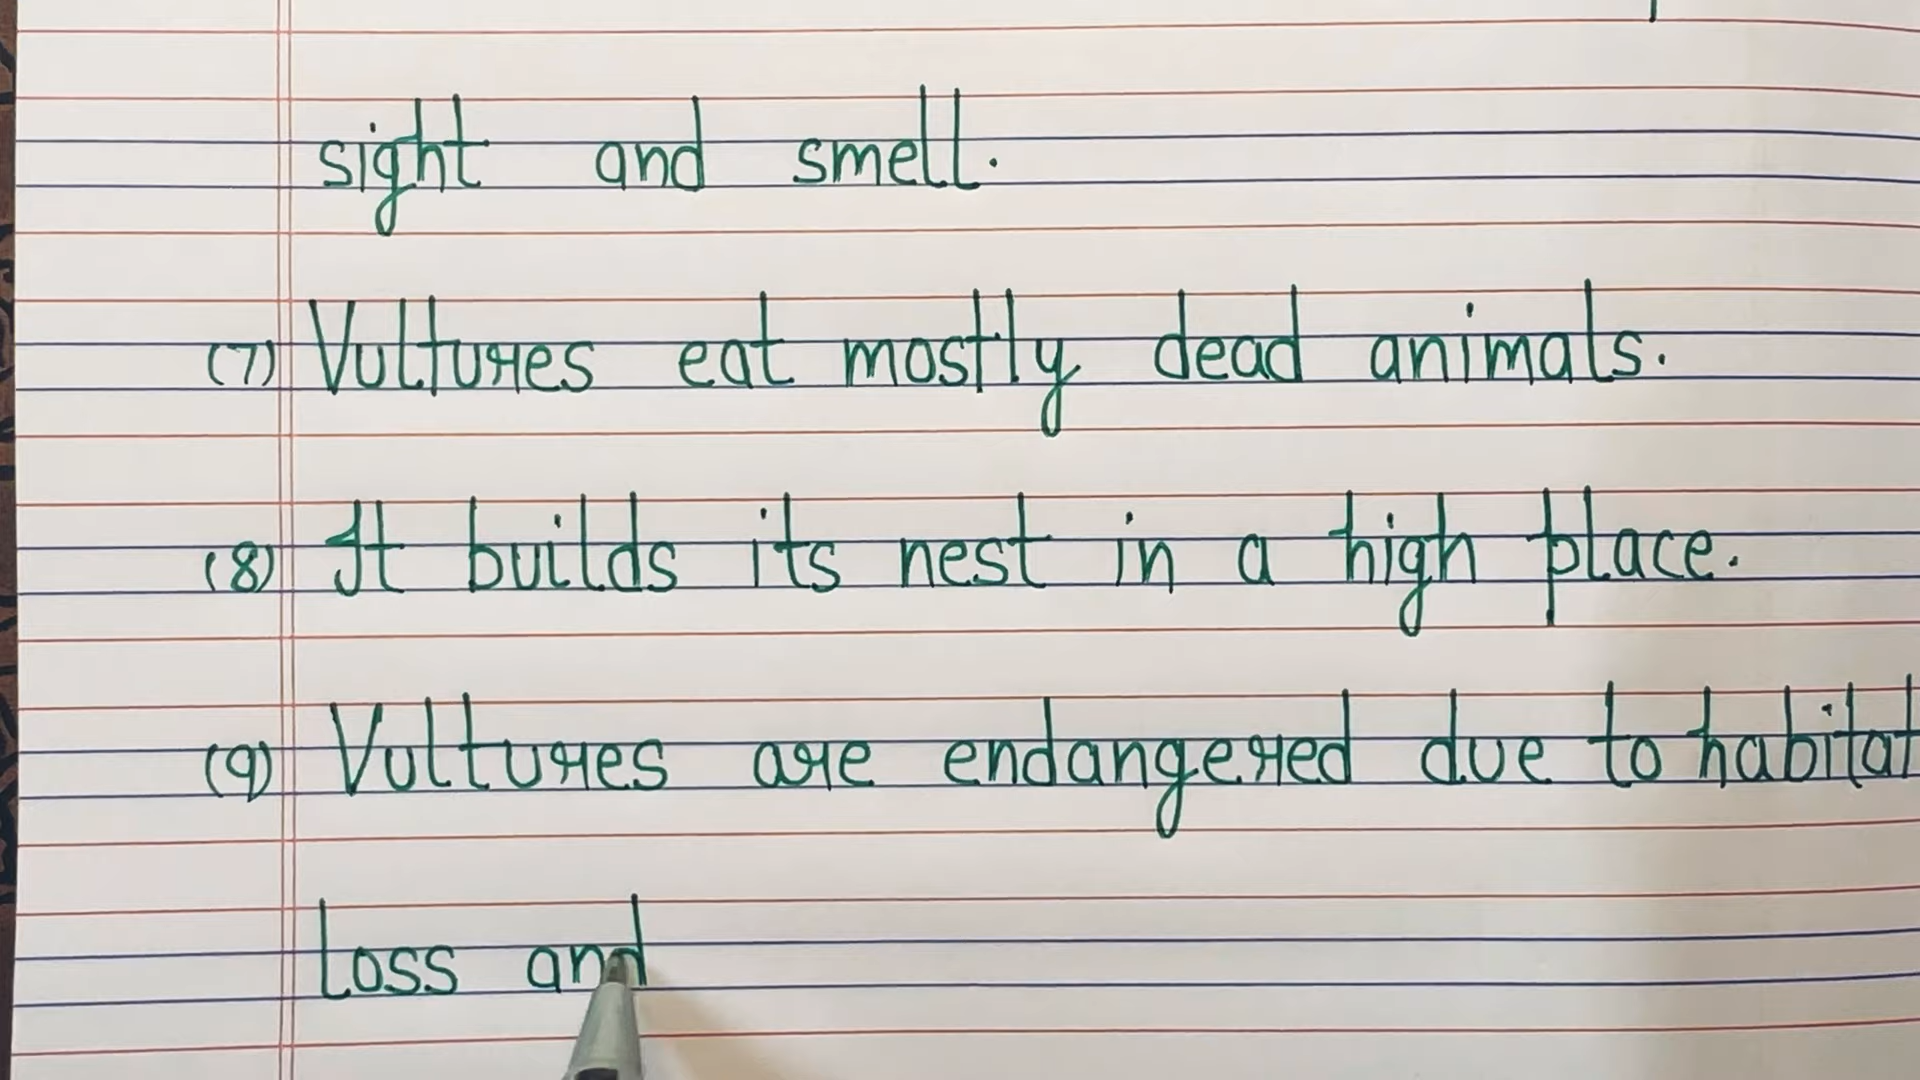 sight and smell.
(7) Vultures eat mostly dead animals.
(8) It builds its nest in a high place.
(9) Vultures are endangered due to habitat
loss and